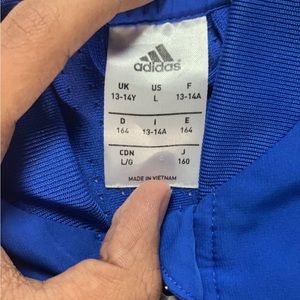 adidas
UK US F
13-14Y L 13-14A
D I E
164 13-14A 164
CDN J
L/G 160
MADE IN VIETNAM